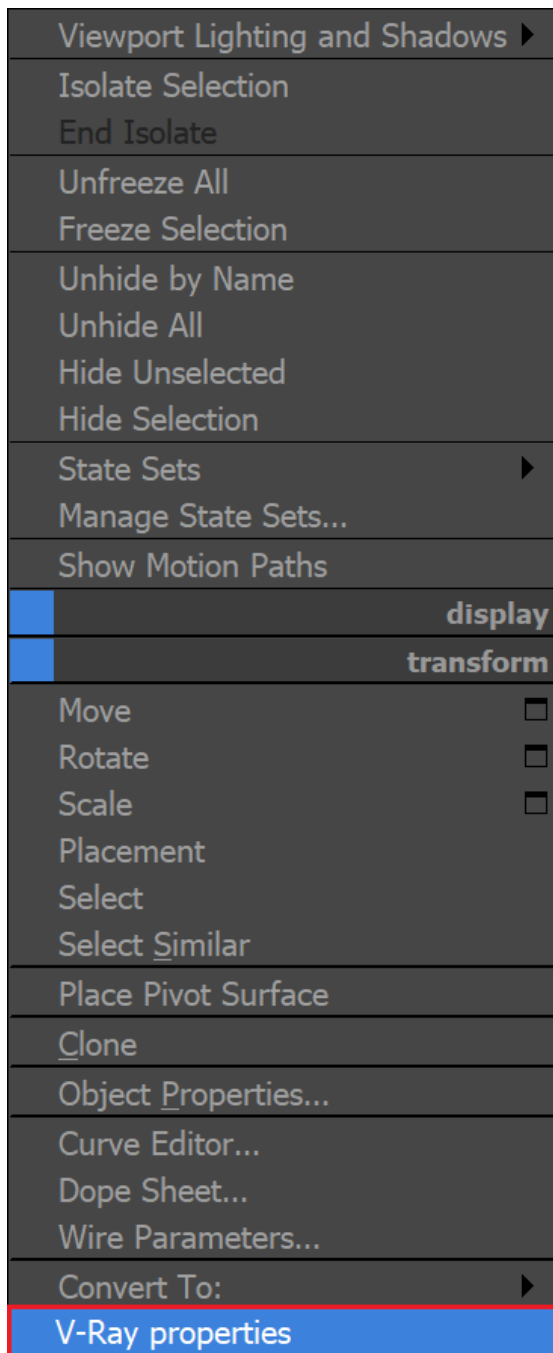 Viewport Lighting and Shadows
Isolate Selection
End Isolate
Unfreeze All
Freeze Selection
Unhide by Name
Unhide All
Hide Unselected
Hide Selection
State Sets
Manage State Sets...
Show Motion Paths
display
transform
Move
Rotate
Scale
Placement
Select
Select Similar
Place Pivot Surface
Clone
Object Properties...
Curve Editor...
Dope Sheet...
Wire Parameters...
Convert To:
V-Ray properties